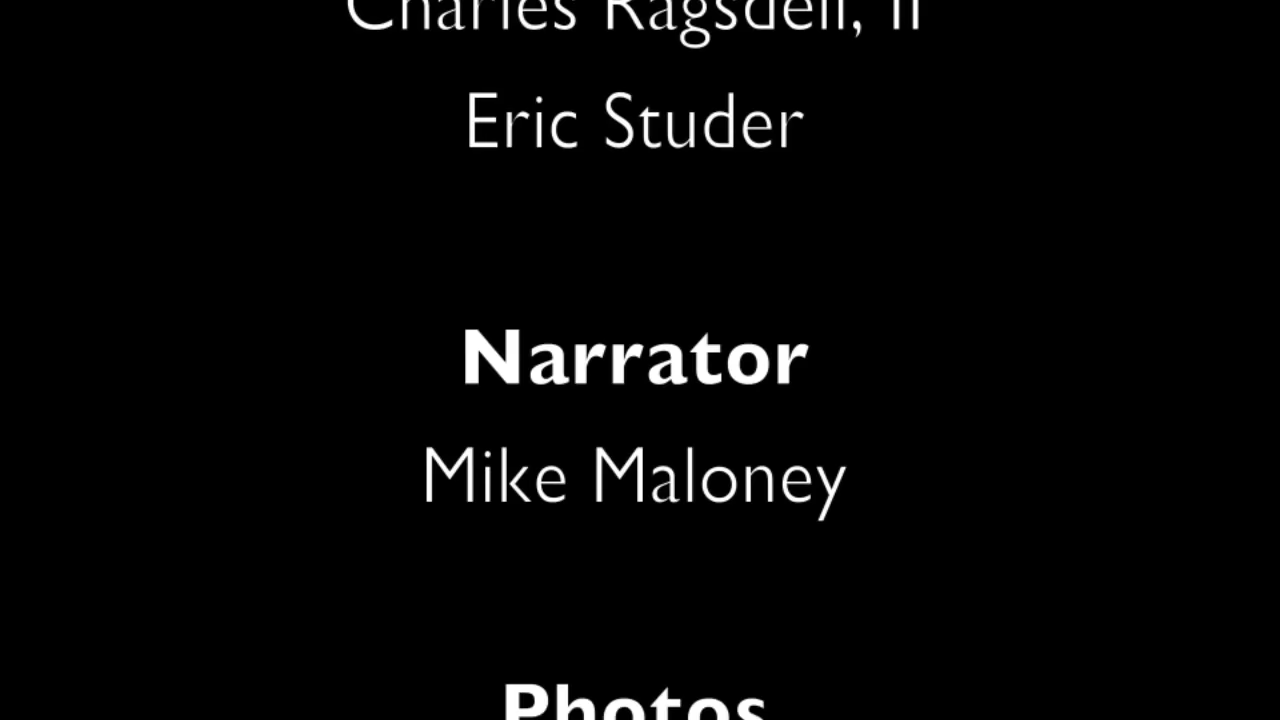 Charles Ragsdell, II
Eric Studer
Narrator
Mike Maloney
Photos